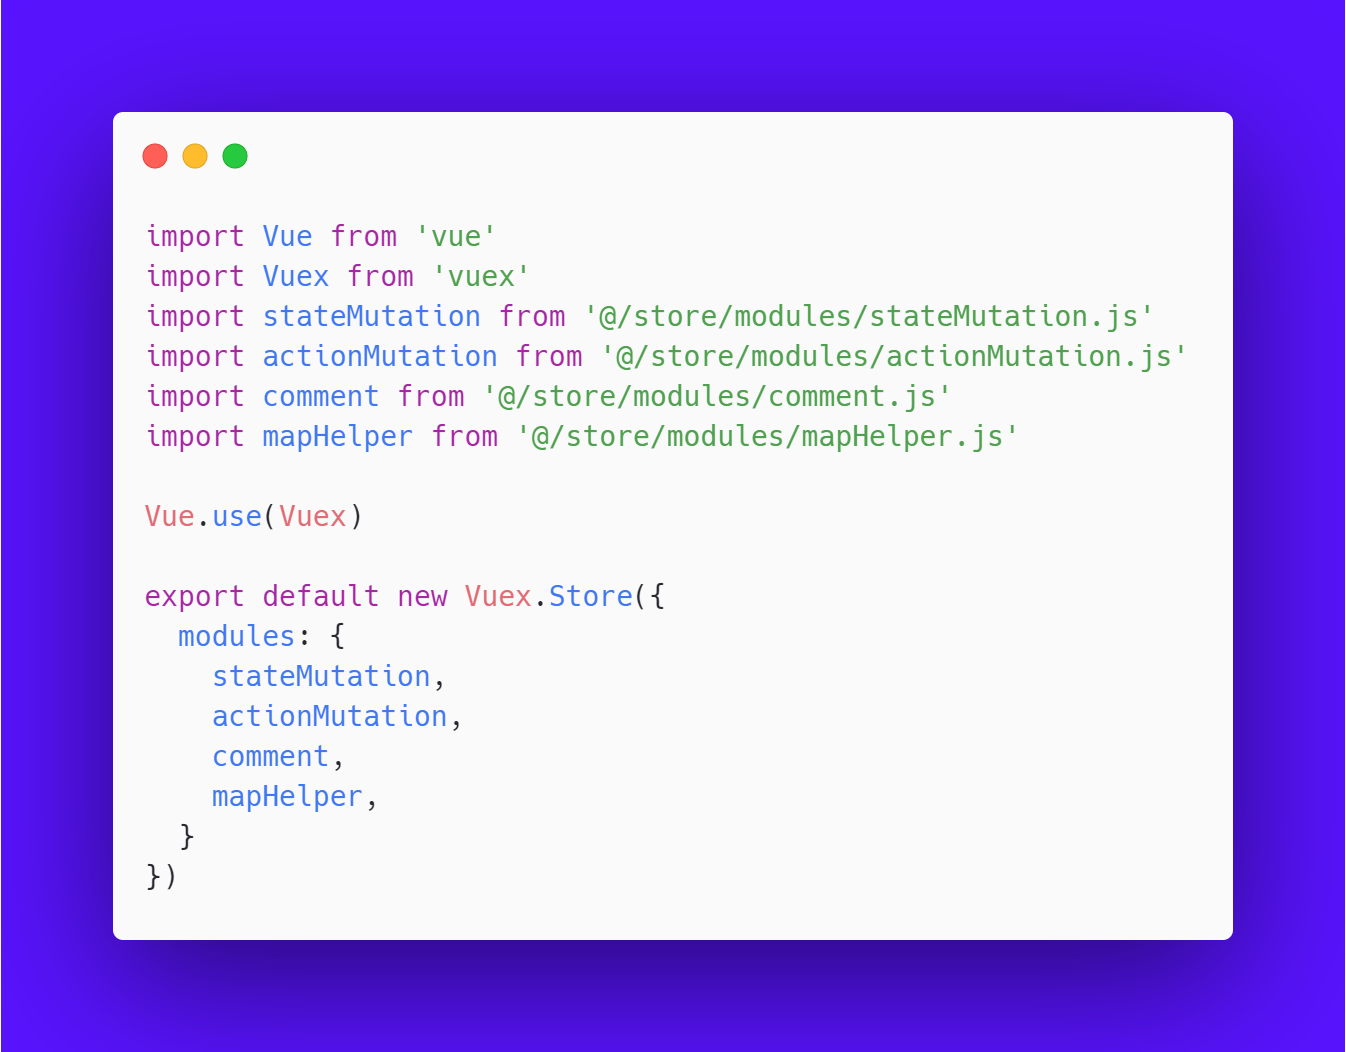 import Vue from 'vue'
import Vuex from 'vuex'
import stateMutation from '@/store/modules/stateMutation.js'
import actionMutation from '@/store/modules/actionMutation.js'
import comment from '@/store/modules/comment.js'
import mapHelper from '@/store/modules/mapHelper.js'

Vue.use(Vuex)

export default new Vuex.Store({
  modules: {
    stateMutation,
    actionMutation,
    comment,
    mapHelper,
  }
})